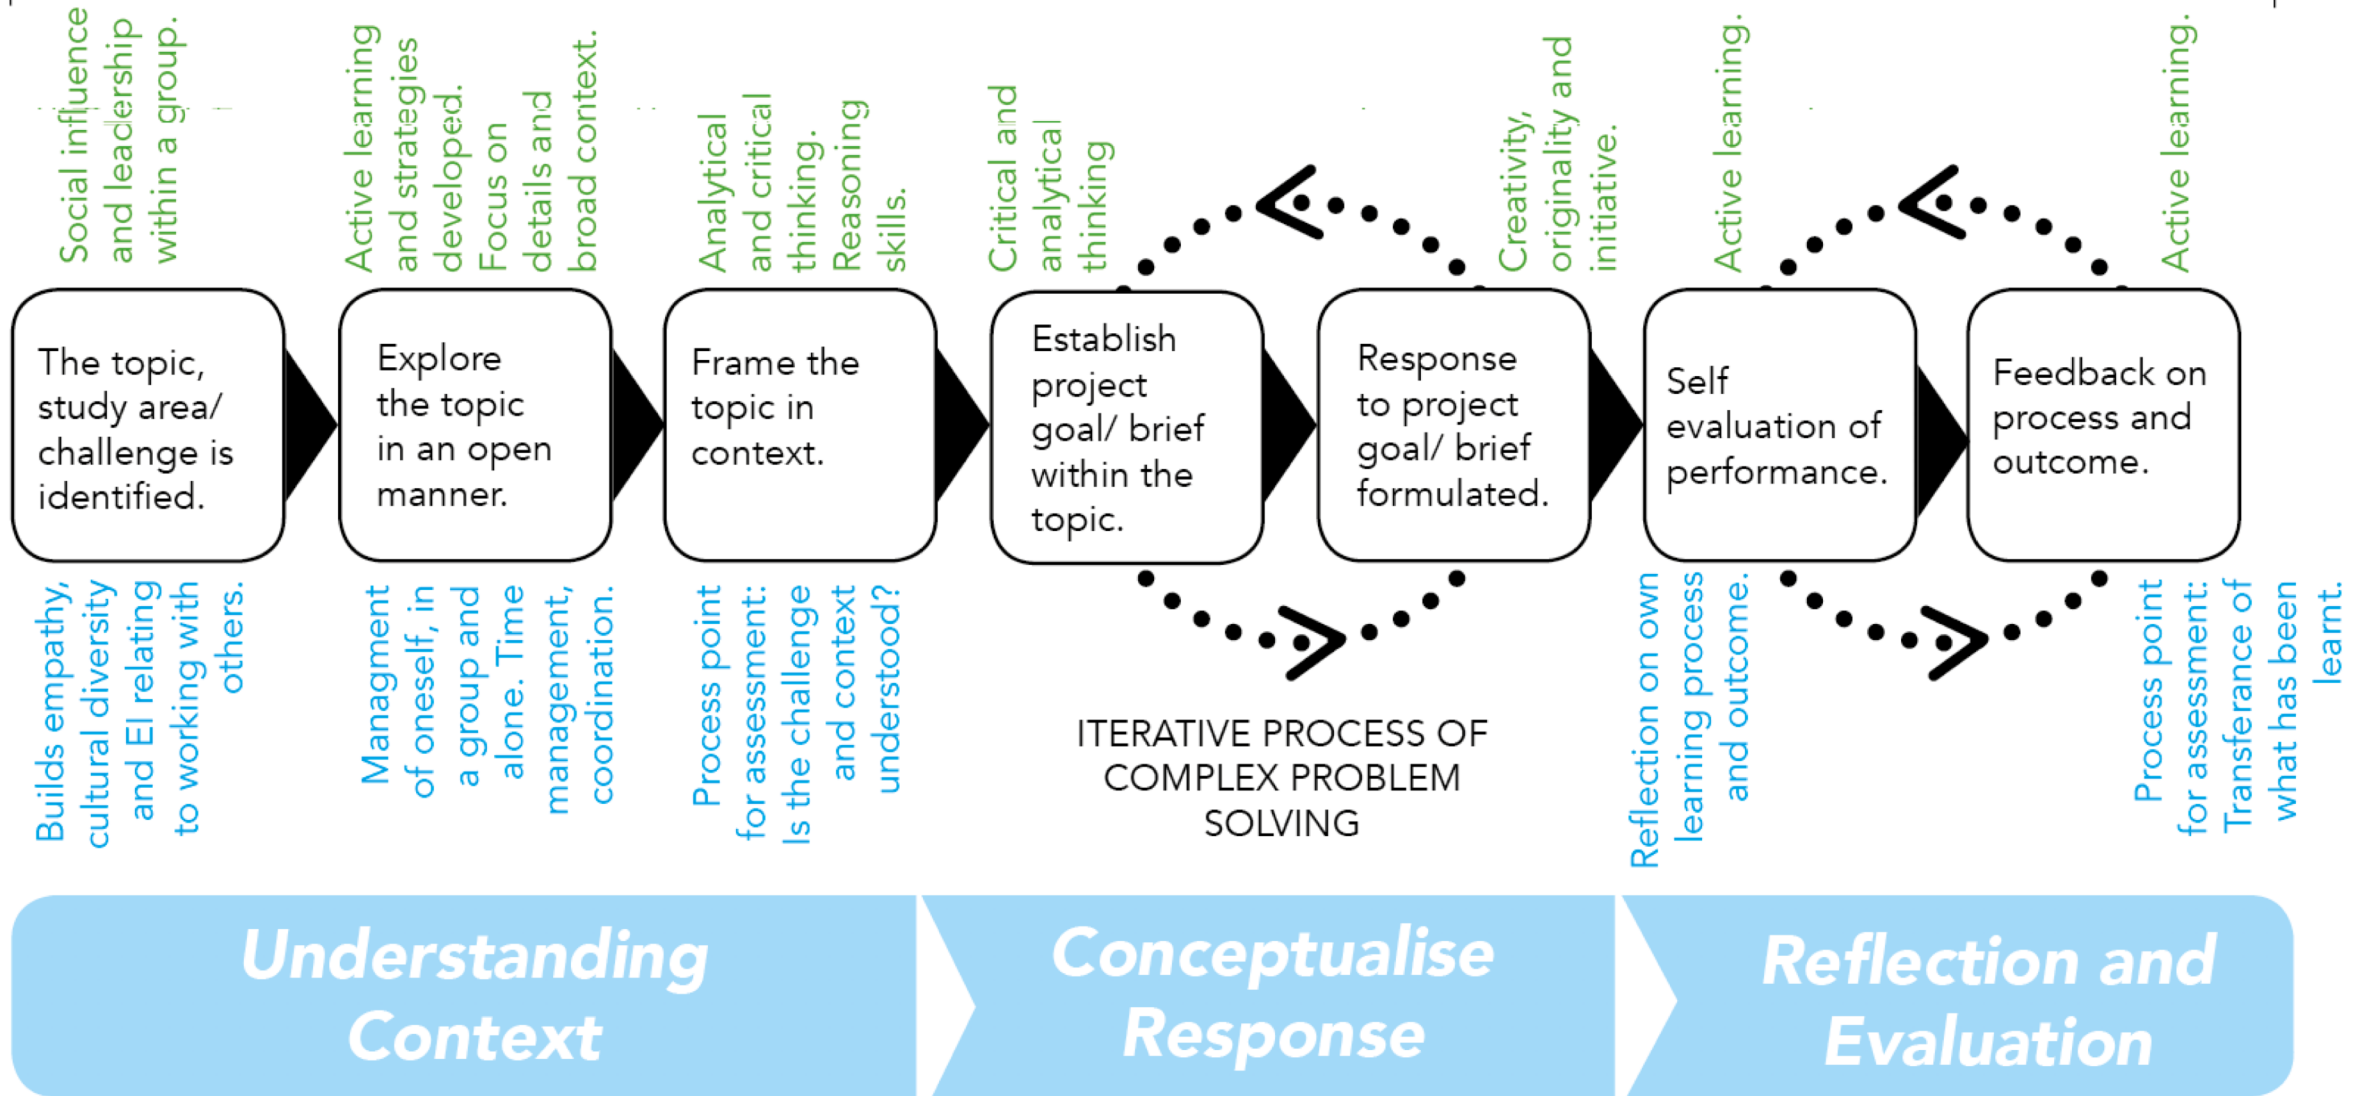 Social influence
and leadership
within a group.
Active learning
and strategies
developed.
Focus on
details and
broad context.
Analytical
and critical
thinking.
Reasoning
skills.
Critical and
analytical
thinking
Creativity,
originality and
initiative.
Active learning.
Active learning.
The topic,
study area/
challenge is
identified.
Explore
the topic
in an open
manner.
Frame the
topic in
context.
Establish
project
goal/ brief
within the
topic.
Response
to project
goal/ brief
formulated.
Self
evaluation of
performance.
Feedback on
process and
outcome.
Builds empathy,
cultural diversity
and EI relating
to working with
others.
Managment
of oneself, in
a group and
alone. Time
management,
coordination.
Process point
for assessment:
Is the challenge
and context
understood?
ITERATIVE PROCESS OF
COMPLEX PROBLEM
SOLVING
Reflection on own
learning process
and outcome.
Process point
for assessment:
Transferance of
what has been
learnt.
Understanding
Context
Conceptualise
Response
Reflection and
Evaluation